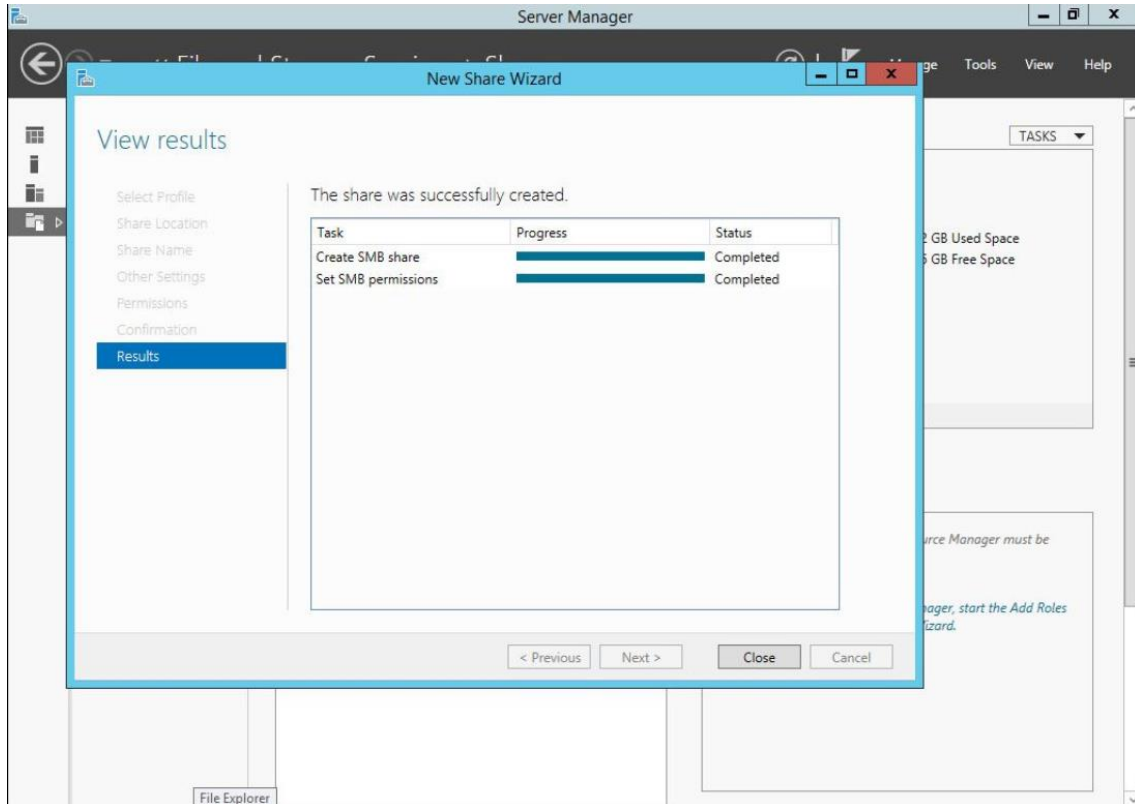 Server Manager
Tools View Help
New Share Wizard
View results
TASKS
Select Profile
Share Location
Share Name
Other Settings
Permissions
Confirmation
Results
The share was successfully created.
Task Progress Status
Create SMB share Completed
Set SMB permissions Completed
GB Used Space
GB Free Space
Manager must be
start the Add Roles
< Previous Next > Close Cancel
File Explorer